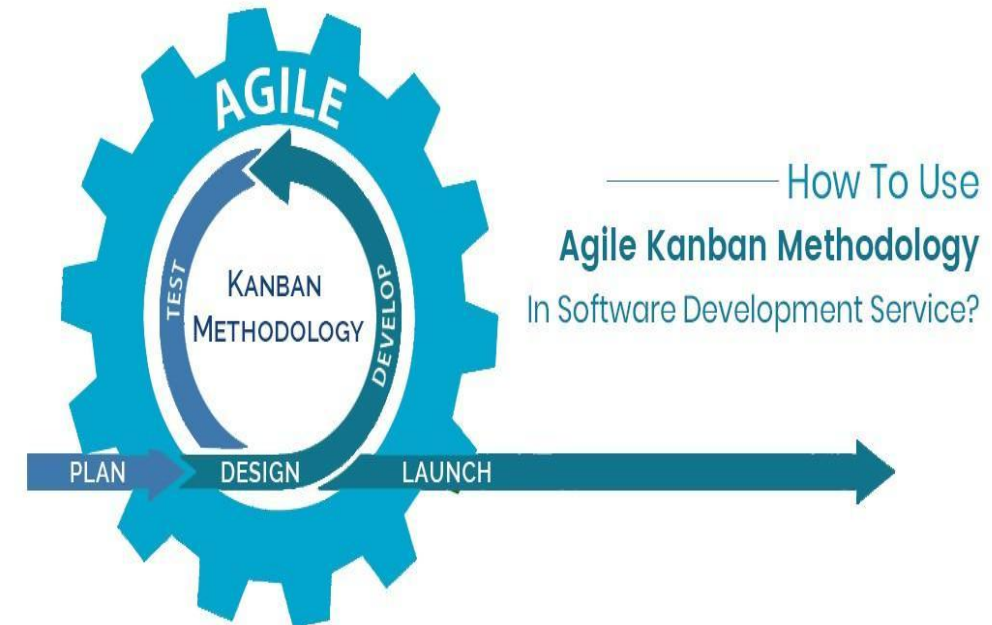 AGILE
TEST
KANBAN
METHODOLOGY
DEVELOP
PLAN
DESIGN
LAUNCH
How To Use
Agile Kanban Methodology
In Software Development Service?